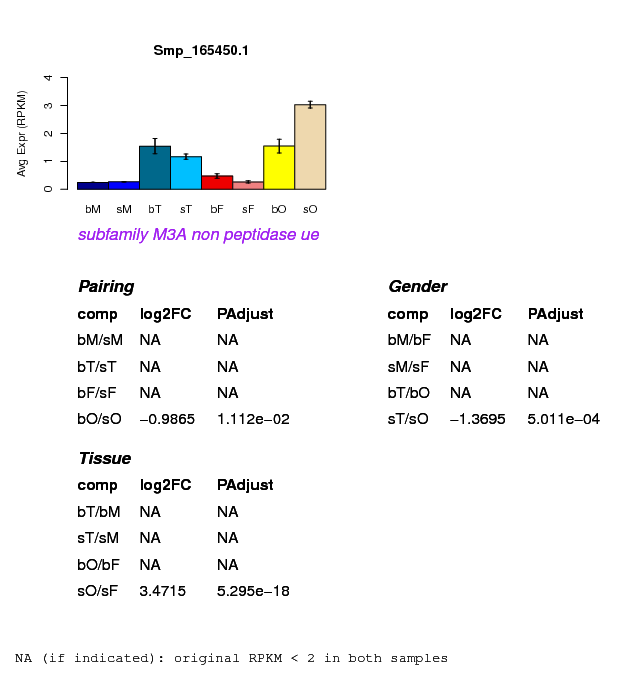 Smp_165450.1
Avg Expr (RPKM)
4
3
2
1
0
bM sM bT sT bF sF bO sO
subfamily M3A non peptidase ue
Pairing
comp log2FC PAdjust
bM/sM NA NA
bT/sT NA NA
bF/sF NA NA
bO/sO −0.9865 1.112e−02
Gender
comp log2FC PAdjust
bM/bF NA NA
sM/sF NA NA
bT/bO NA NA
sT/sO −1.3695 5.011e−04
Tissue
comp log2FC PAdjust
bT/bM NA NA
sT/sM NA NA
bO/bF NA NA
sO/sF 3.4715 5.295e−18
NA (if indicated): original RPKM < 2 in both samples